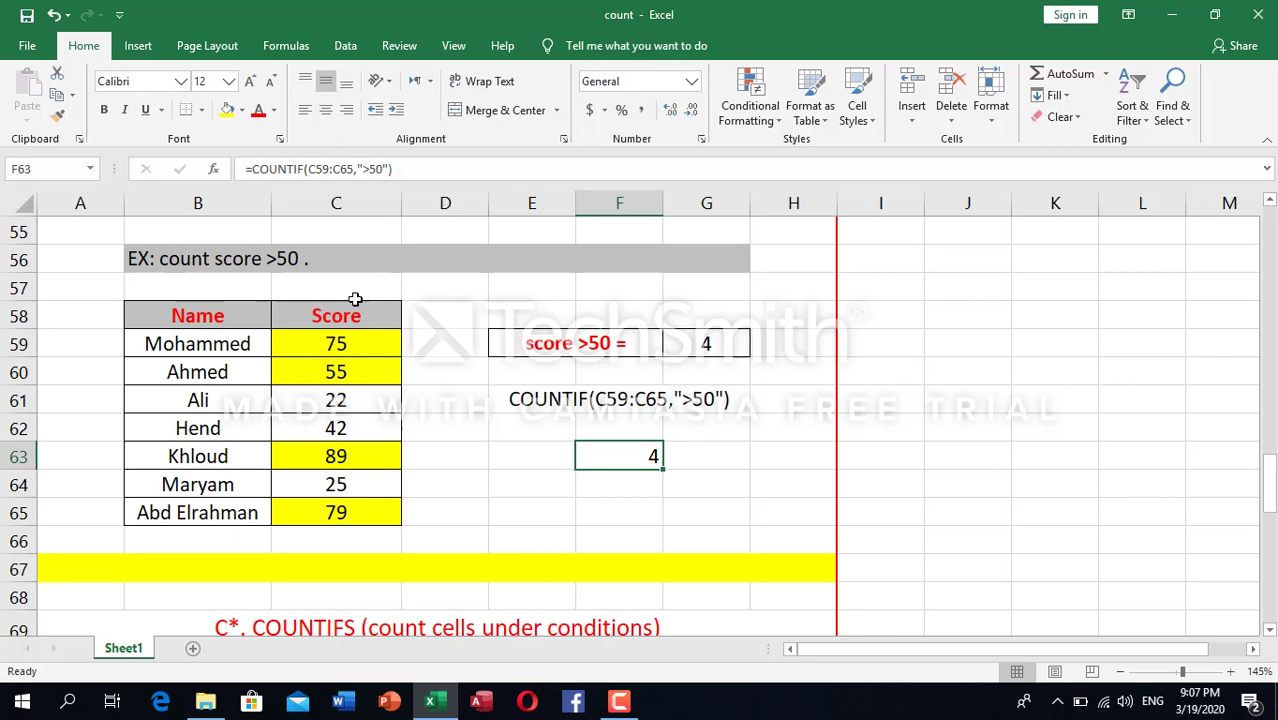 count - Excel
Sign in
File Home Insert Page Layout Formulas Data Review View Help Tell me what you want to do Share
Paste
Calibri 12
B I U
Wrap Text
Merge & Center
General
$ % ,
Conditional Formatting
Format Table
Cell Styles
Insert Delete Format
AutoSum
Fill
Clear
Sort & Filter
Find & Select
Clipboard Font Alignment Number Styles Cells Editing
F63 fx =COUNTIF(C59:C65,">50")
A B C D E F G H I J K L M
55
56 EX: count score >50 .
57
58 Name Score
59 Mohammed 75 score >50 = 4
60 Ahmed 55
61 Ali 22 COUNTIF(C59:C65,">50")
62 Hend 42
63 Khloud 89 4
64 Maryam 25
65 Abd Elrahman 79
66
67
68
69 C*. COUNTIFS (count cells under conditions)
TechSmith
MADE WITH CAMTASIA FREE TRIAL
Sheet1
Ready 145%
ENG 9:07 PM
3/19/2020
2